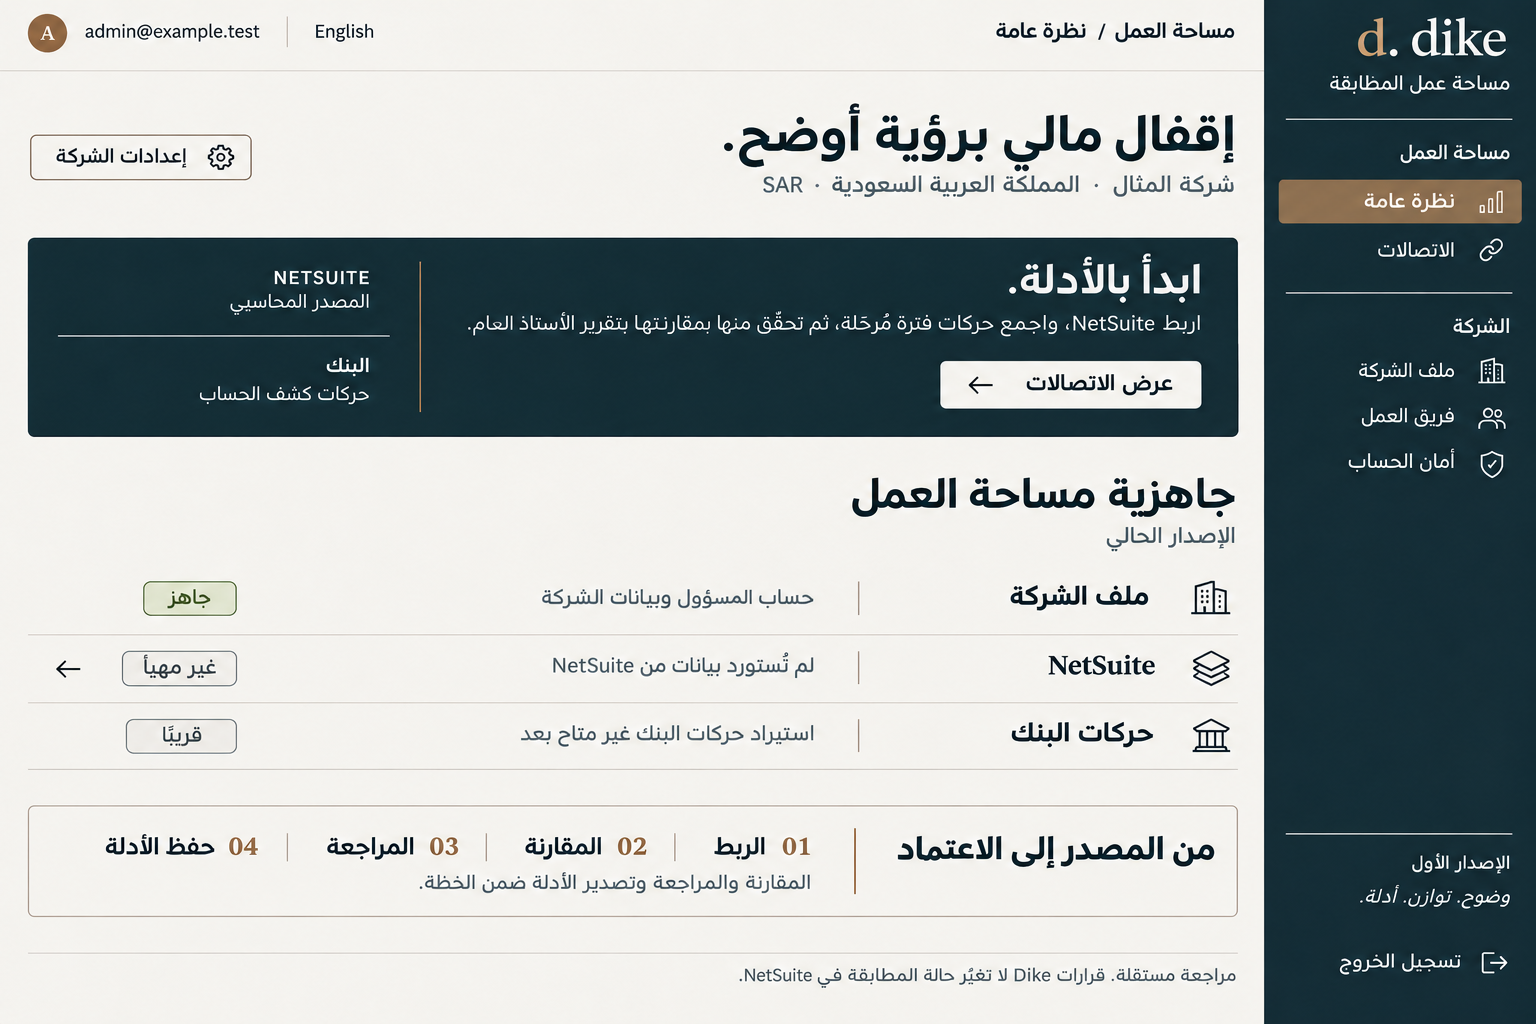 d. dike
مساحة عمل المظابقة
مساحة العمل
نظرة عامة
الاتصالات
الشركة
ملف الشركة
فريق العمل
أمان الحساب
الإصدار الأول
وضوح. توازن. أدلة.
تسجيل الخروج
مساحة العمل / نظرة عامة
English
admin@example.test
A
إقفال مالي برؤية أوضح.
شركة المثال · المملكة العربية السعودية · SAR
إعدادات الشركة
ابدأ بالأدلة.
اربط NetSuite، واجمع حركات فترة مُرحَلة، ثم تحقّق منها بمقارنتها بتقرير الأستاذ العام.
عرض الاتصالات
NETSUITE
المصدر المحاسيي
البنك
حركات كشف الحساب
جاهزية مساحة العمل
الإصدار الحالي
ملف الشركة
حساب المسؤول وبيانات الشركة
جاهز
NetSuite
لم تُستورد بيانات من NetSuite
غير مهيأ
حركات البنك
استيراد حركات البنك غير متاح بعد
قريبًا
من المصدر إلى الاعتماد
01 الربط
02 المقارنة
03 المراجعة
04 حفظ الأدلة
المقارنة والمراجعة وتصدير الأدلة ضمن الخظة.
مراجعة مستقلة. قرارات Dike لا تغيُر حالة المطابقة في NetSuite.